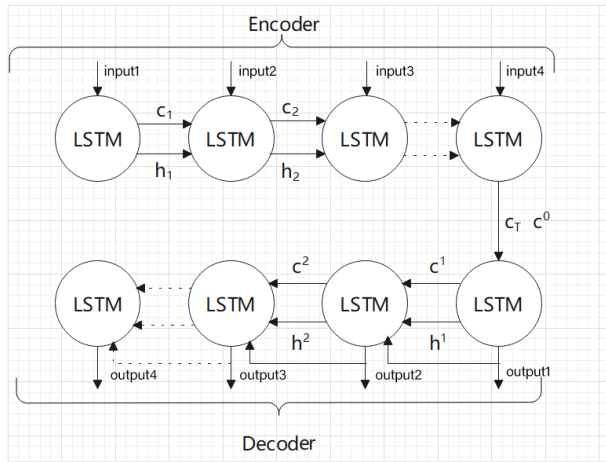 Encoder
input1 input2 input3 input4
c₁ c₂
LSTM LSTM LSTM LSTM
h₁ h₂
c_T c⁰
c² c¹
LSTM LSTM LSTM LSTM
h² h¹
output4 output3 output2 output1
Decoder